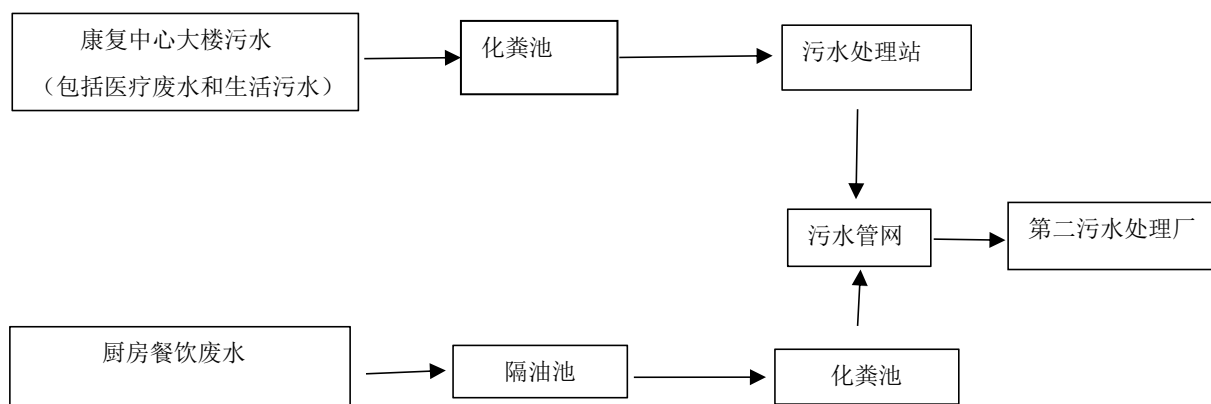 康复中心大楼污水
（包括医疗废水和生活污水）
化粪池
污水处理站
污水管网
第二污水处理厂
厨房餐饮废水
隔油池
化粪池